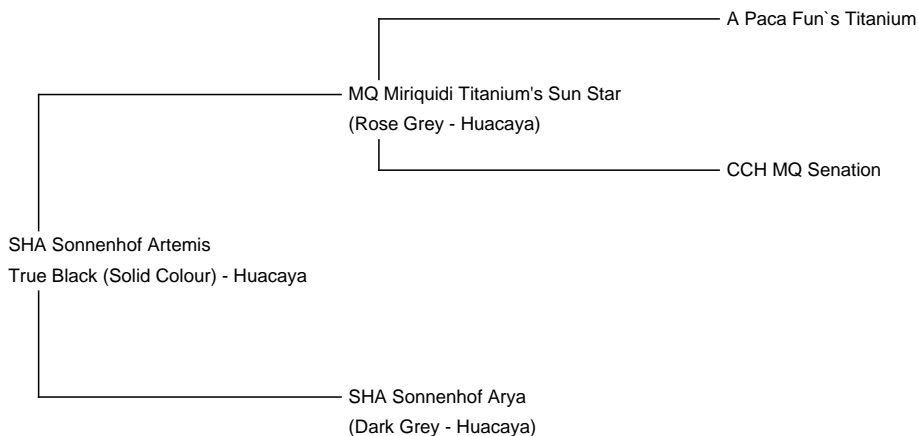 A Paca Fun`s Titanium
MQ Miriquidi Titanium's Sun Star
(Rose Grey - Huacaya)
CCH MQ Senation
SHA Sonnenhof Artemis
True Black (Solid Colour) - Huacaya
SHA Sonnenhof Arya
(Dark Grey - Huacaya)